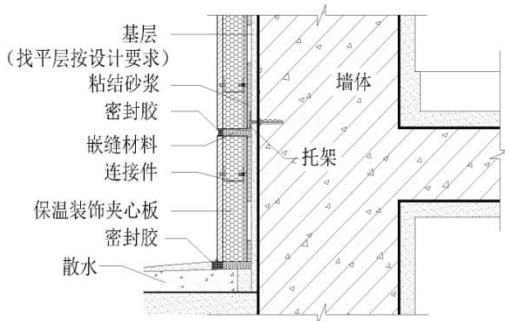 基层
（找平层按设计要求）
粘结砂浆
墙体
密封胶
嵌缝材料
托架
连接件
保温装饰夹心板
密封胶
散水